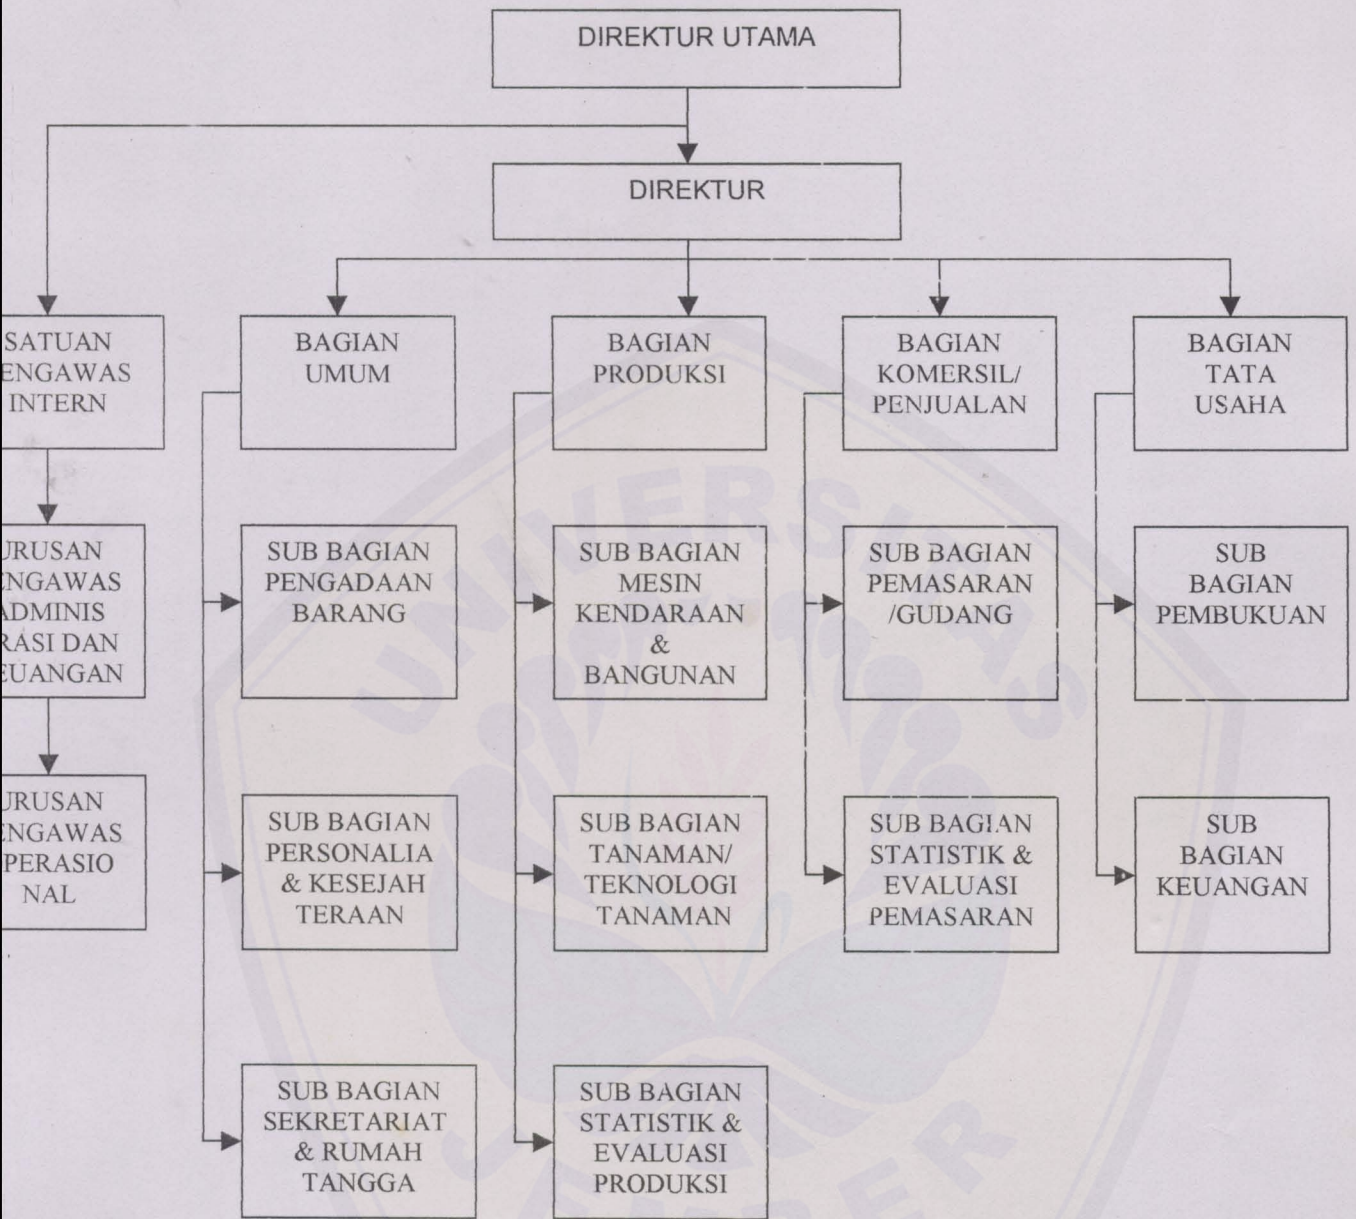 DIREKTUR UTAMA
DIREKTUR
SATUAN
ENGAWAS
INTERN
BAGIAN
UMUM
BAGIAN
PRODUKSI
BAGIAN
KOMERSIL/
PENJUALAN
BAGIAN
TATA
USAHA
URUSAN
ENGAWAS
ADMINIS
RASI DAN
EUANGAN
SUB BAGIAN
PENGADAAN
BARANG
SUB BAGIAN
MESIN
KENDARAAN
&
BANGUNAN
SUB BAGIAN
PEMASARAN
/GUDANG
SUB
BAGIAN
PEMBUKUAN
URUSAN
ENGAWAS
PERASIO
NAL
SUB BAGIAN
PERSONALIA
& KESEJAH
TERAAN
SUB BAGIAN
TANAMAN/
TEKNOLOGI
TANAMAN
SUB BAGIAN
STATISTIK &
EVALUASI
PEMASARAN
SUB
BAGIAN
KEUANGAN
SUB BAGIAN
SEKRETARIAT
& RUMAH
TANGGA
SUB BAGIAN
STATISTIK &
EVALUASI
PRODUKSI
UNIVERSITAS